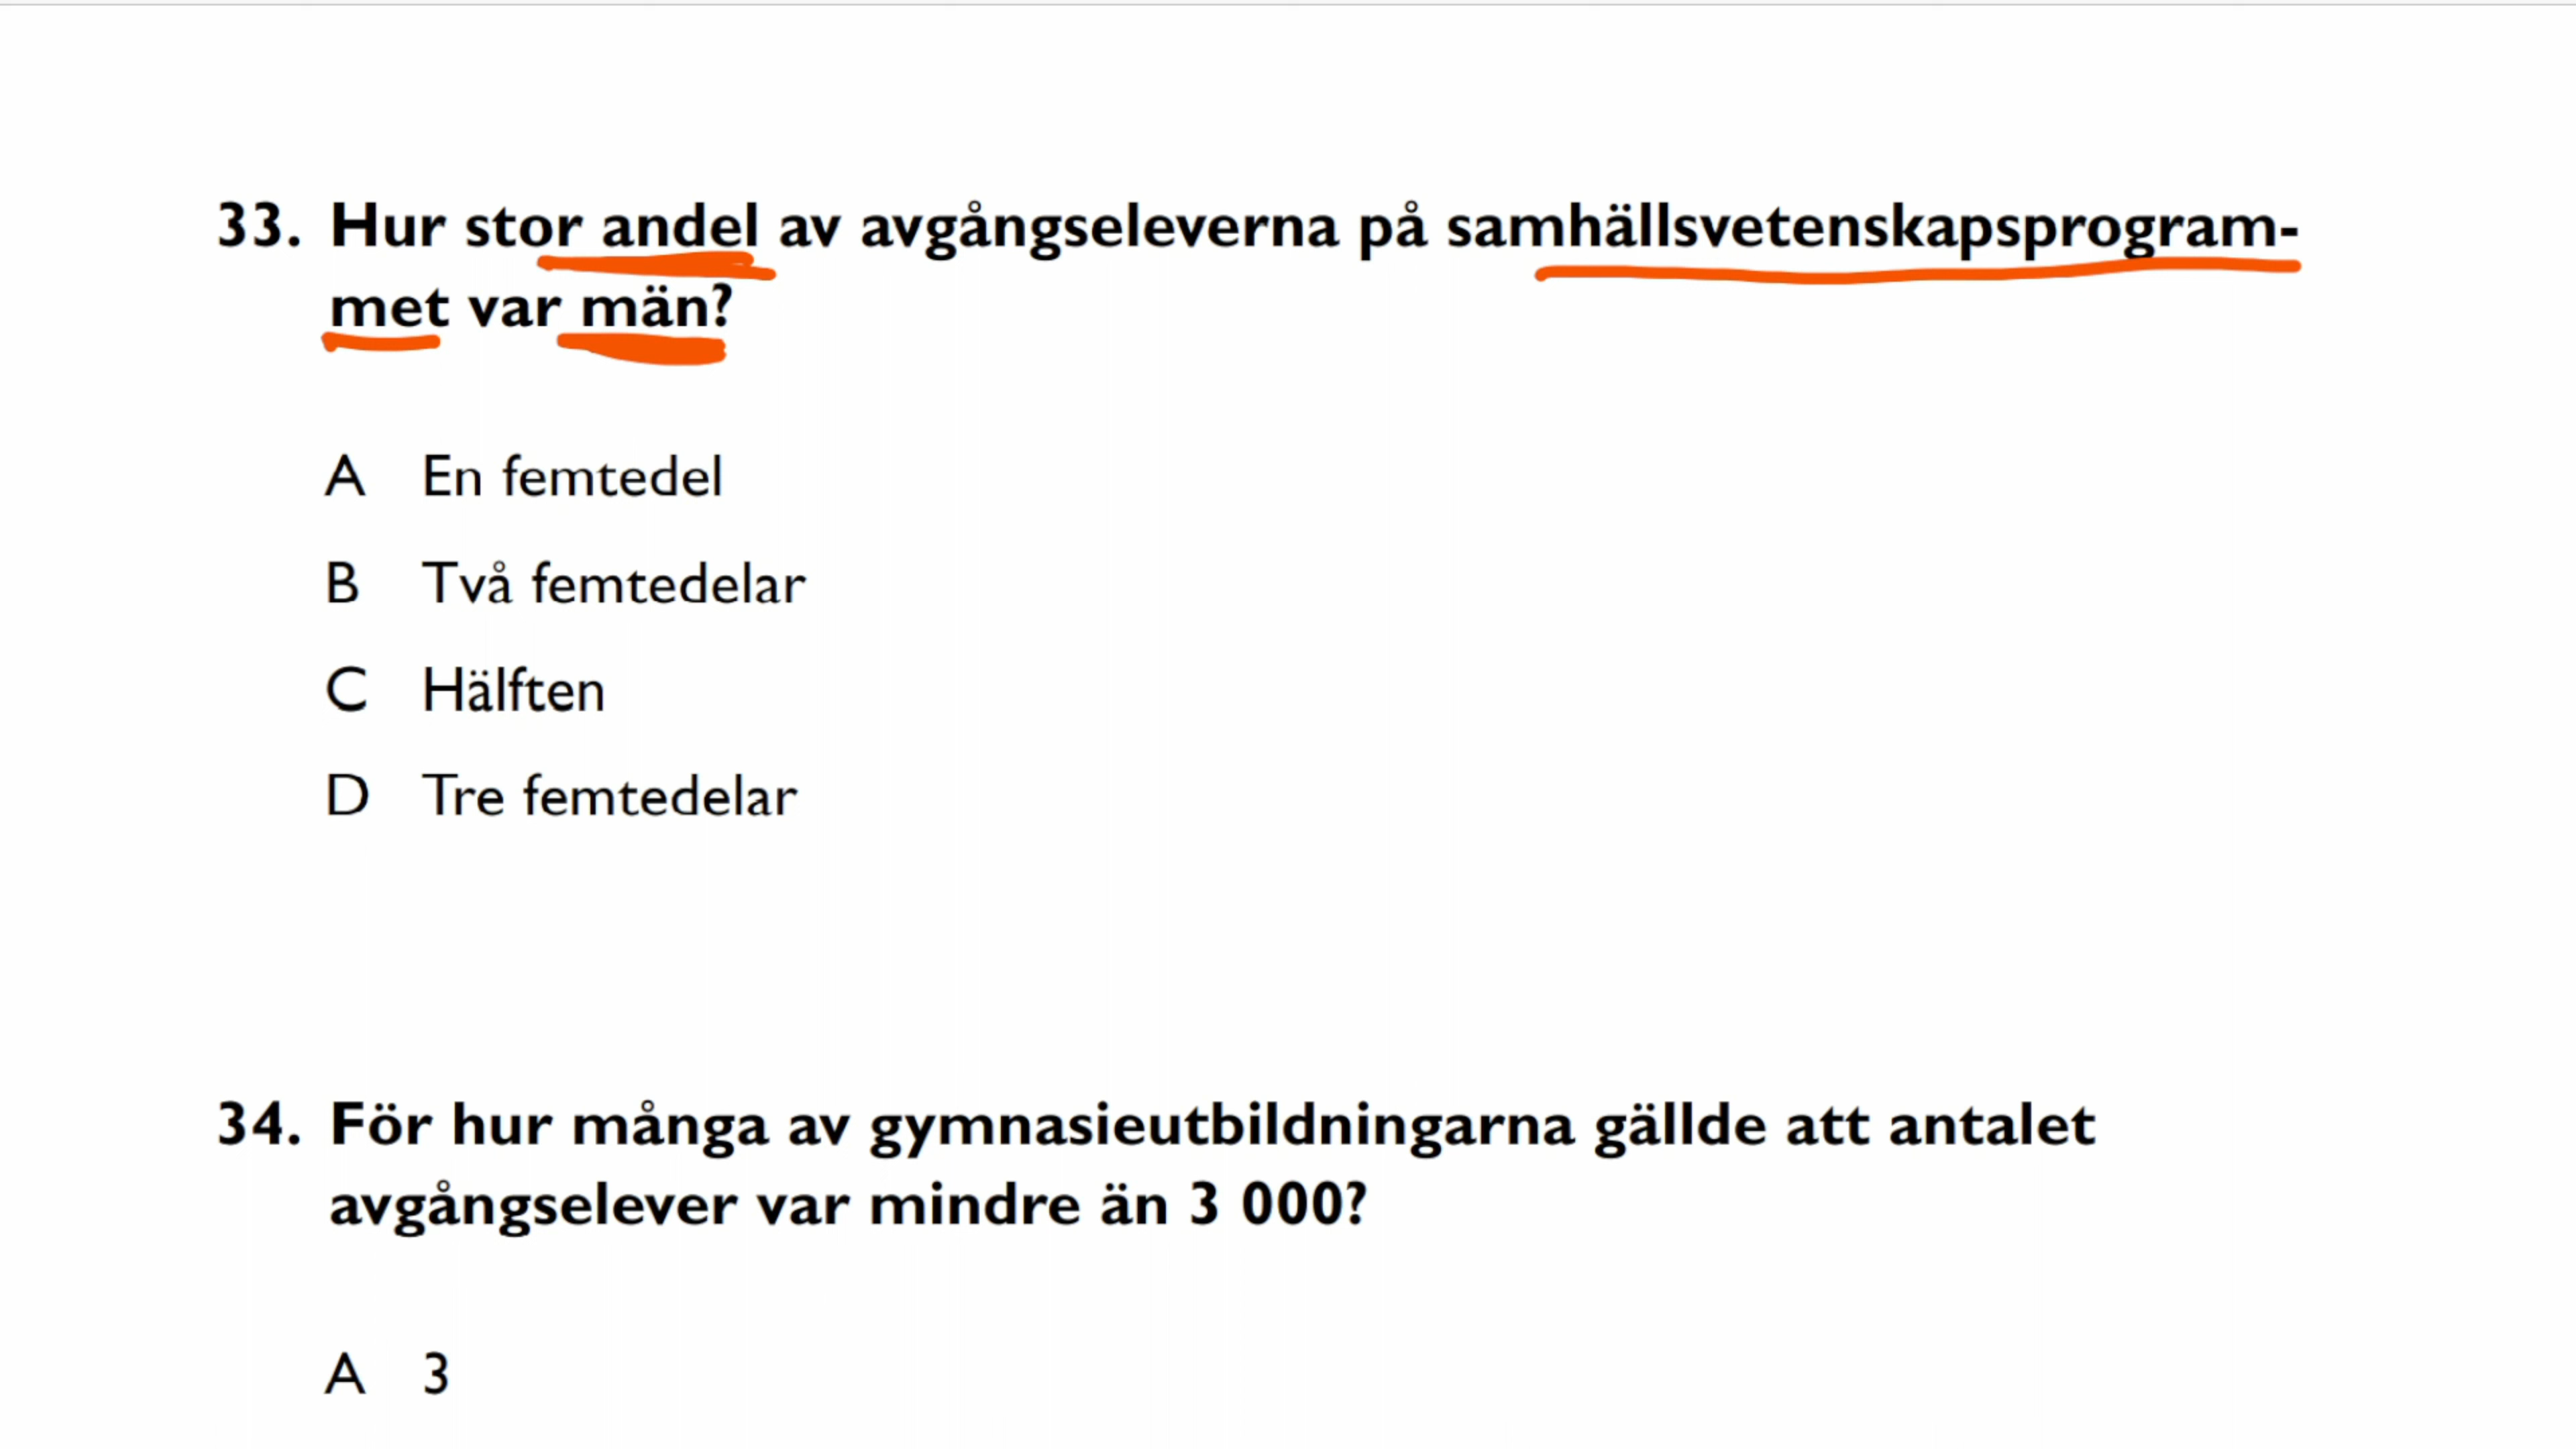 33. Hur stor andel av avgångseleverna på samhällsvetenskapsprogram-
met var män?
A En femtedel
B Två femtedelar
C Hälften
D Tre femtedelar
34. För hur många av gymnasieutbildningarna gällde att antalet
avgångselever var mindre än 3 000?
A 3